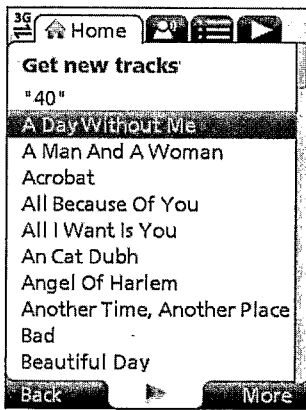 3G
Home
Get new tracks
"40"
A Day Without Me
A Man And A Woman
Acrobat
All Because Of You
All I Want Is You
An Cat Dubh
Angel Of Harlem
Another Time, Another Place
Bad
Beautiful Day
Back
More